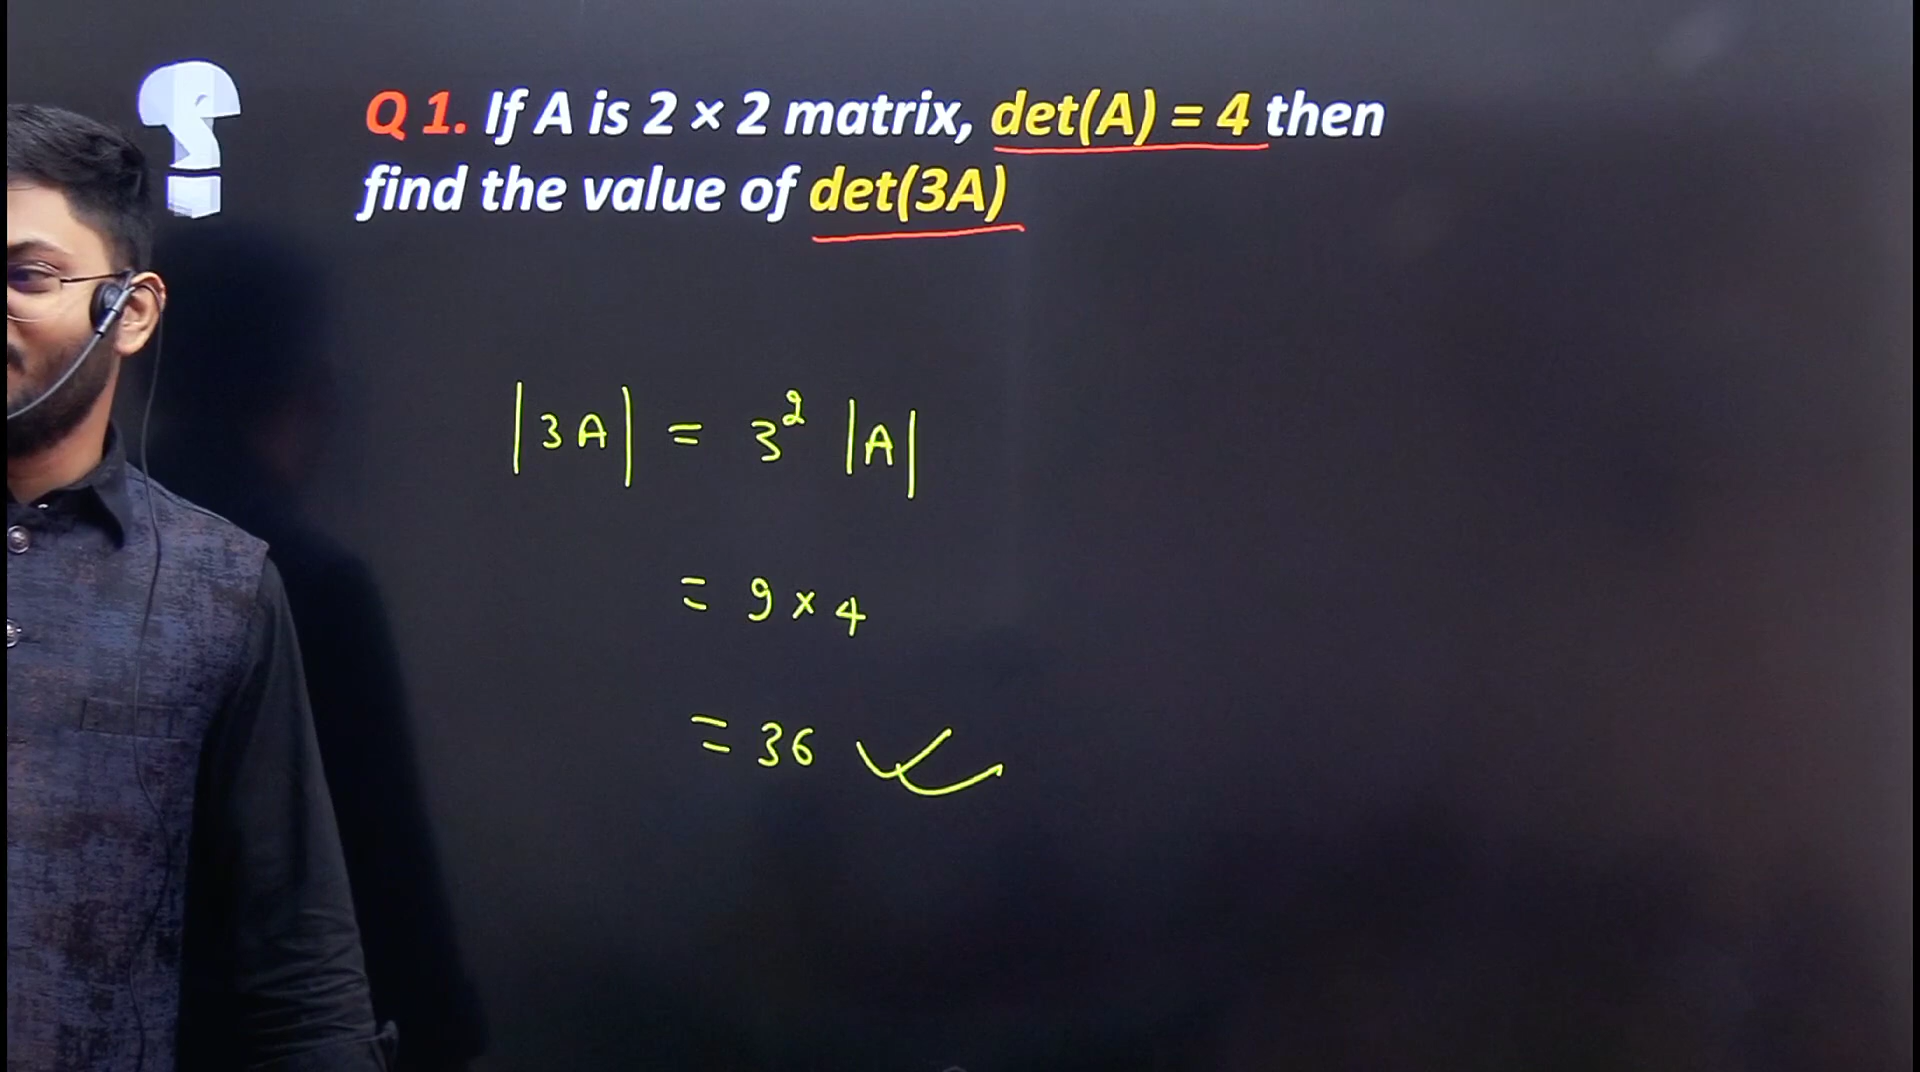 Q 1. If A is 2 × 2 matrix, det(A) = 4 then
find the value of det(3A)
|3A| = 3² |A|
= 9 × 4
= 36